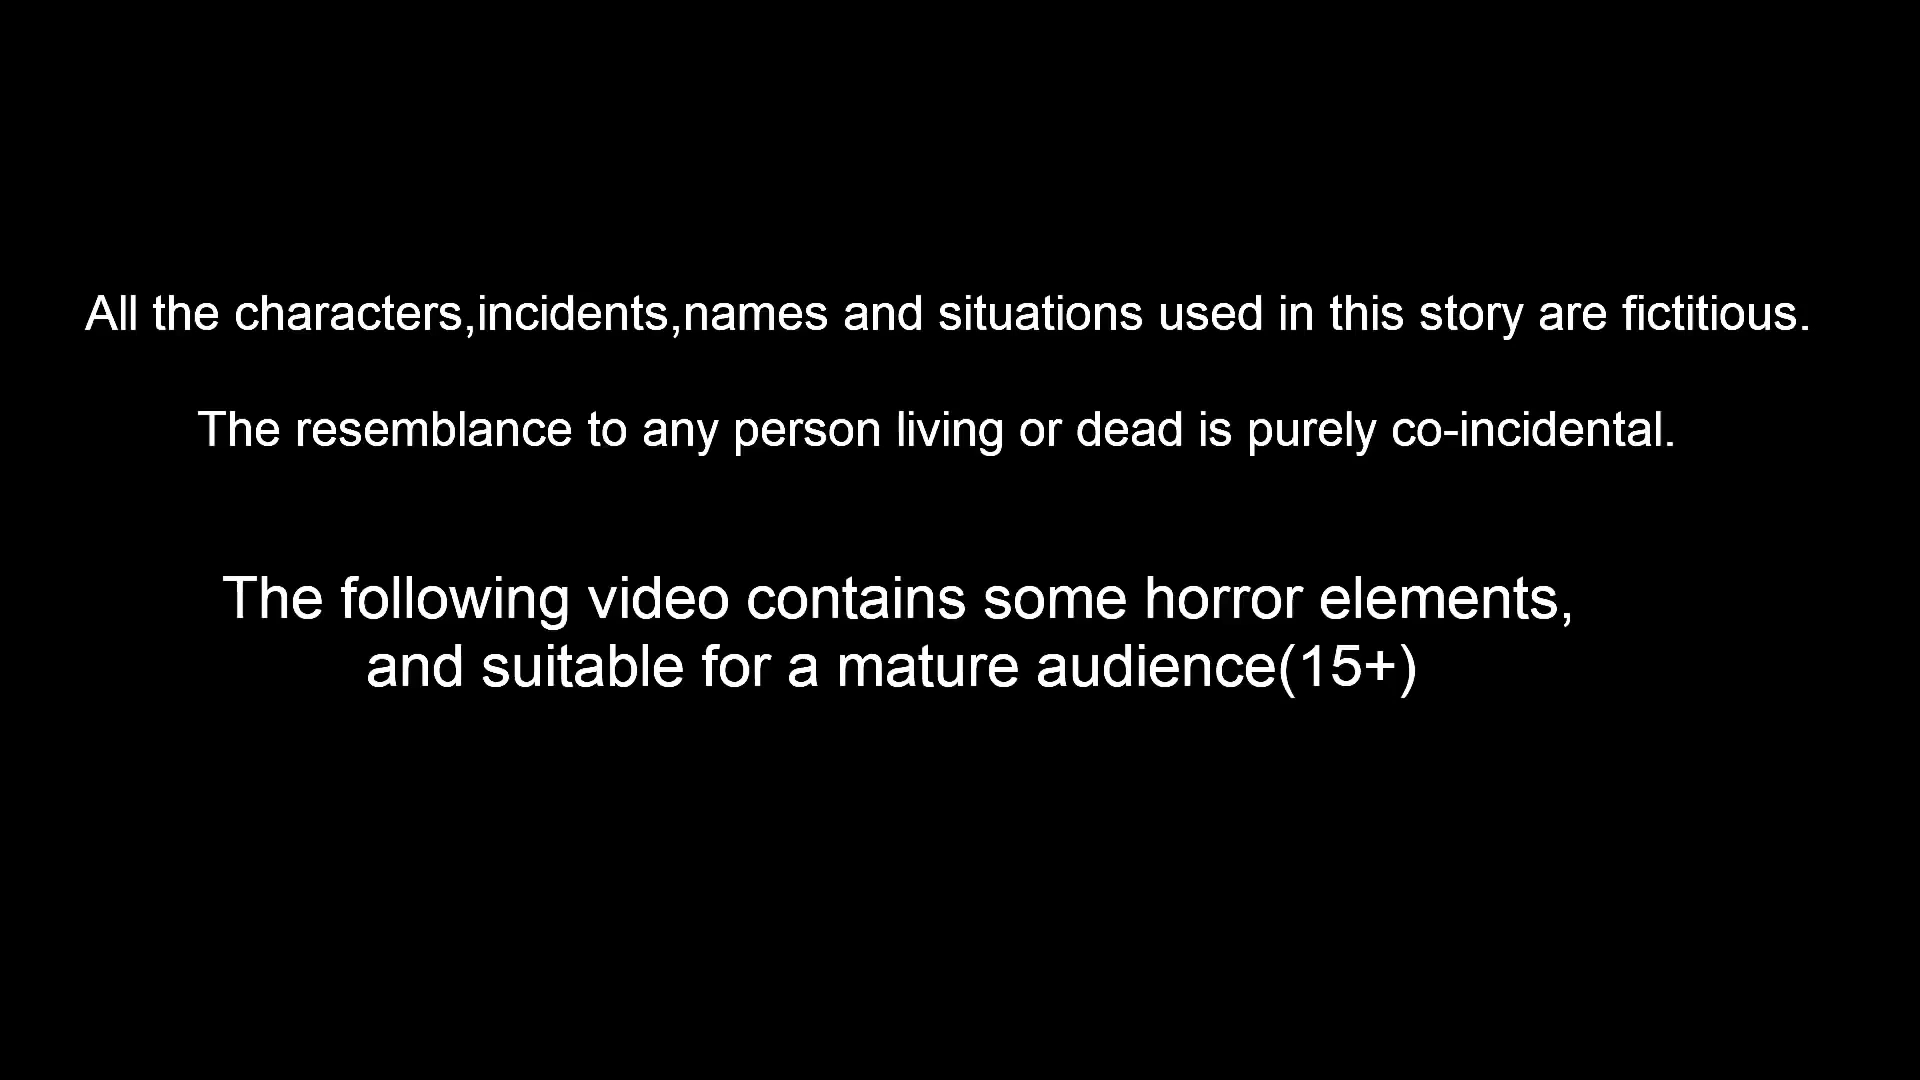 All the characters,incidents,names and situations used in this story are fictitious.
The resemblance to any person living or dead is purely co-incidental.
The following video contains some horror elements,
and suitable for a mature audience(15+)